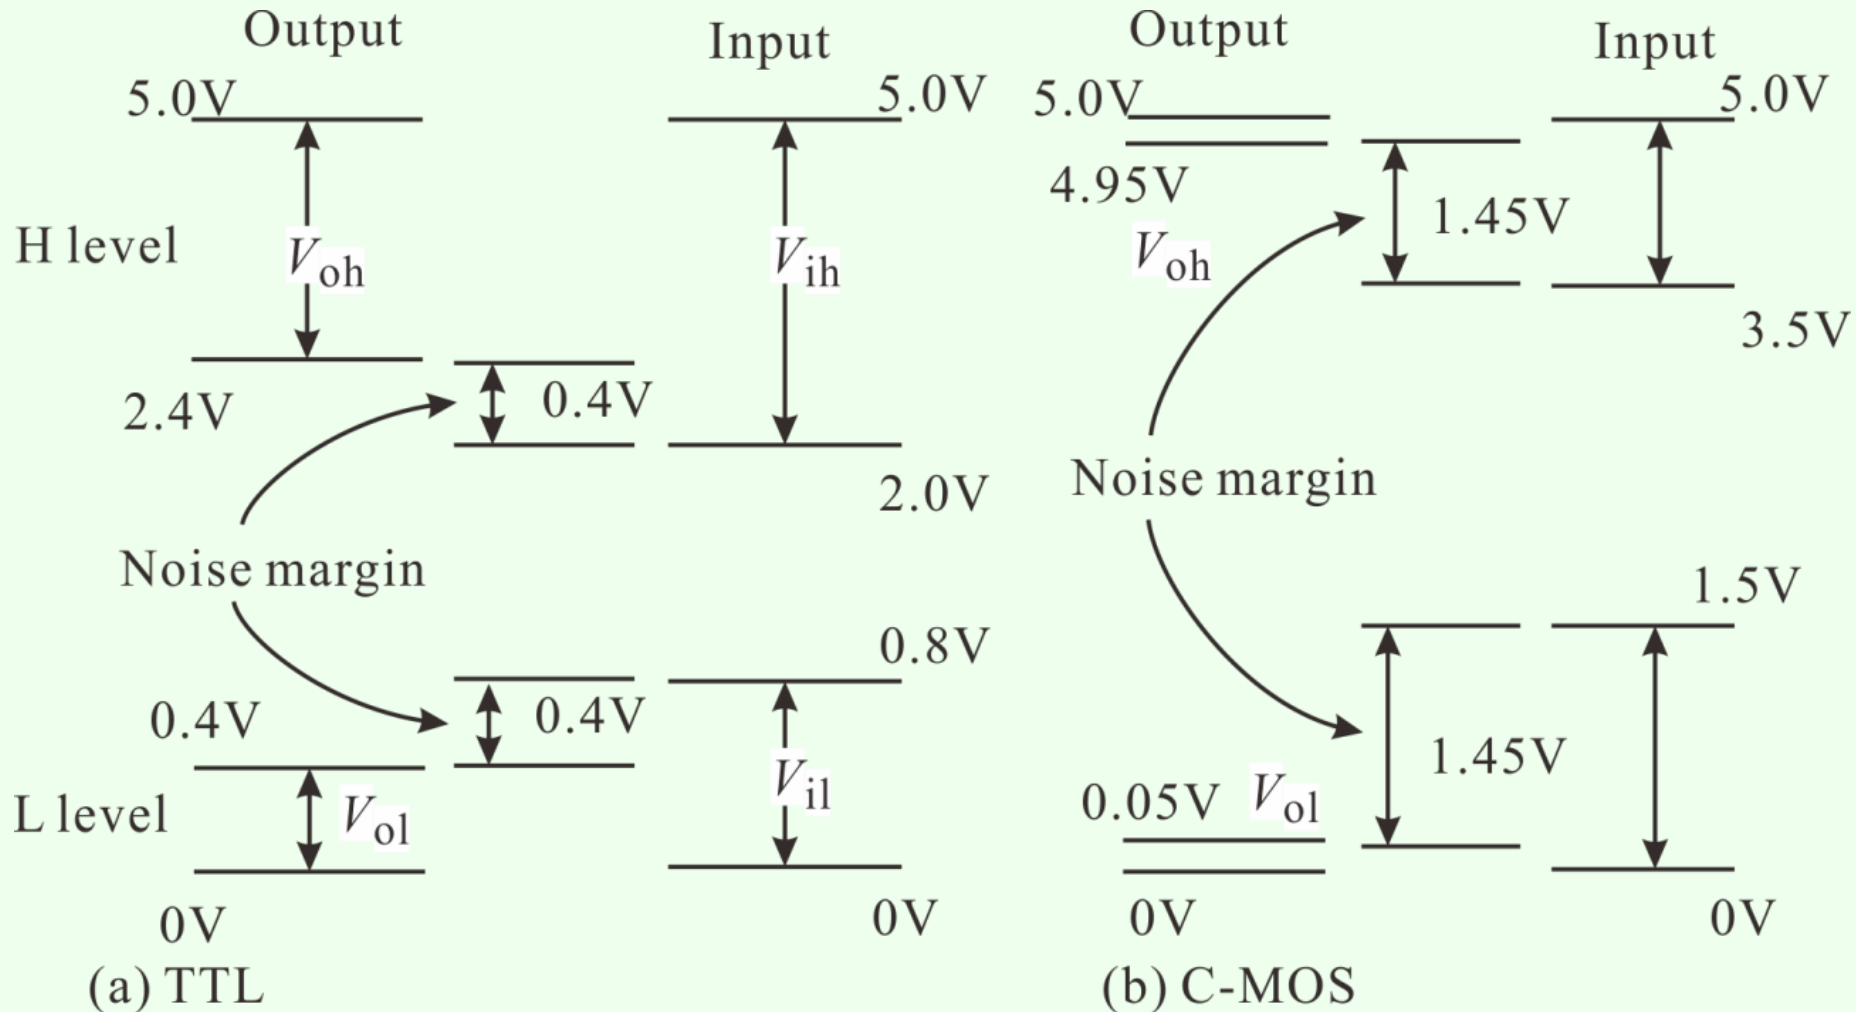 Output
Input
5.0V
5.0V
H level
Voh
Vih
2.4V
0.4V
2.0V
Noise margin
0.8V
0.4V
0.4V
L level
Vol
Vil
0V
0V
(a) TTL
Output
Input
5.0V
5.0V
4.95V
1.45V
Voh
3.5V
Noise margin
1.5V
1.45V
0.05V
Vol
0V
0V
(b) C-MOS